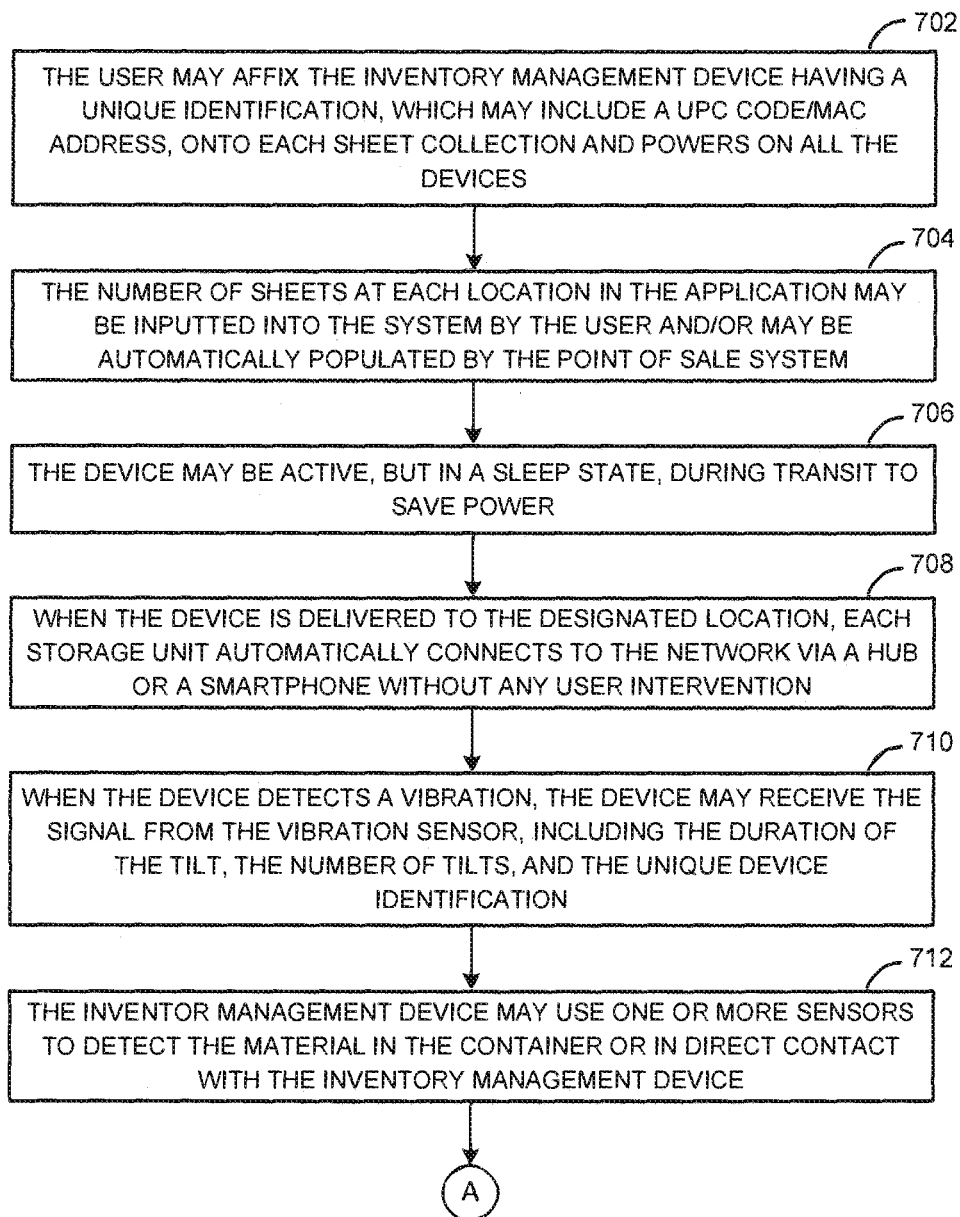 702
THE USER MAY AFFIX THE INVENTORY MANAGEMENT DEVICE HAVING A
UNIQUE IDENTIFICATION, WHICH MAY INCLUDE A UPC CODE/MAC
ADDRESS, ONTO EACH SHEET COLLECTION AND POWERS ON ALL THE
DEVICES
704
THE NUMBER OF SHEETS AT EACH LOCATION IN THE APPLICATION MAY
BE INPUTTED INTO THE SYSTEM BY THE USER AND/OR MAY BE
AUTOMATICALLY POPULATED BY THE POINT OF SALE SYSTEM
706
THE DEVICE MAY BE ACTIVE, BUT IN A SLEEP STATE, DURING TRANSIT TO
SAVE POWER
708
WHEN THE DEVICE IS DELIVERED TO THE DESIGNATED LOCATION, EACH
STORAGE UNIT AUTOMATICALLY CONNECTS TO THE NETWORK VIA A HUB
OR A SMARTPHONE WITHOUT ANY USER INTERVENTION
710
WHEN THE DEVICE DETECTS A VIBRATION, THE DEVICE MAY RECEIVE THE
SIGNAL FROM THE VIBRATION SENSOR, INCLUDING THE DURATION OF
THE TILT, THE NUMBER OF TILTS, AND THE UNIQUE DEVICE
IDENTIFICATION
712
THE INVENTOR MANAGEMENT DEVICE MAY USE ONE OR MORE SENSORS
TO DETECT THE MATERIAL IN THE CONTAINER OR IN DIRECT CONTACT
WITH THE INVENTORY MANAGEMENT DEVICE
A